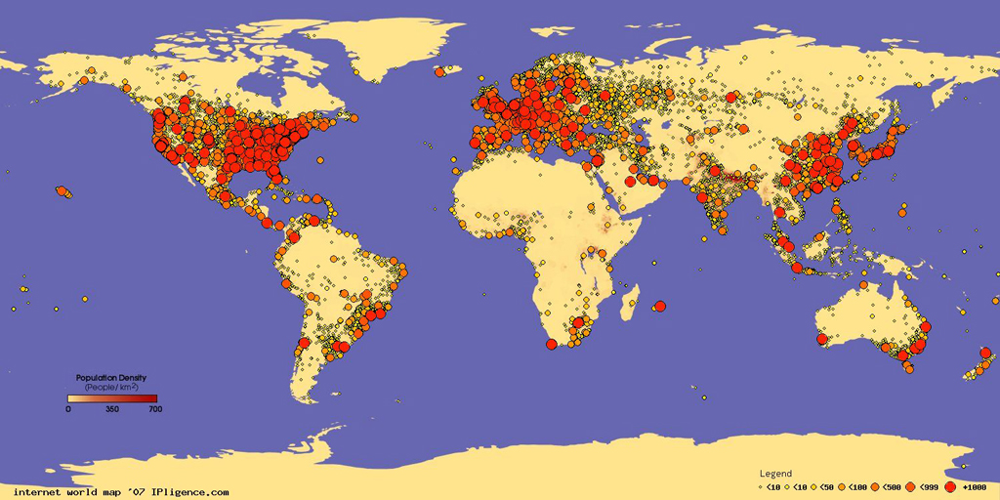 Population Density
(People/km2)
0 350 700
Legend
<10 <10 <50 <100 <500 <999 +1000
internet world map '07 IPligence.com